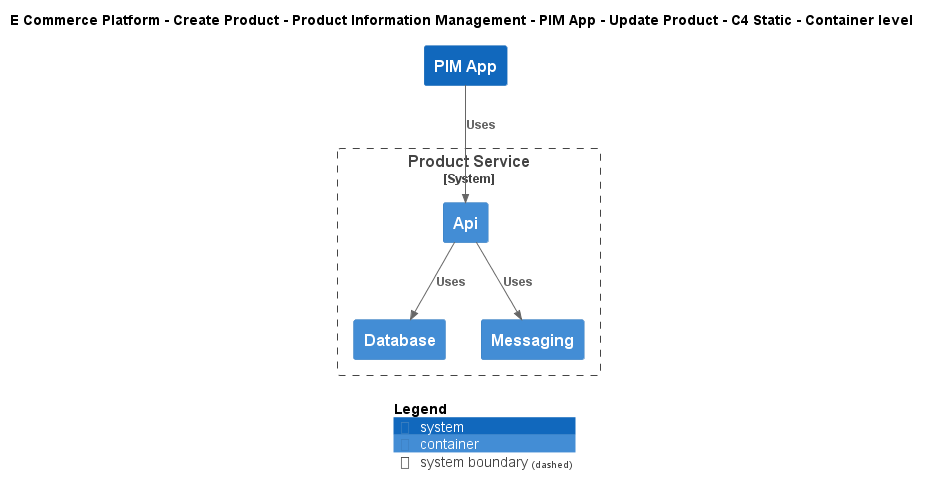 E Commerce Platform - Create Product - Product Information Management - PIM App - Update Product - C4 Static - Container level
PIM App
Uses
Product Service
[System]
Api
Uses
Uses
Database
Messaging
Legend
system
container
system boundary (dashed)